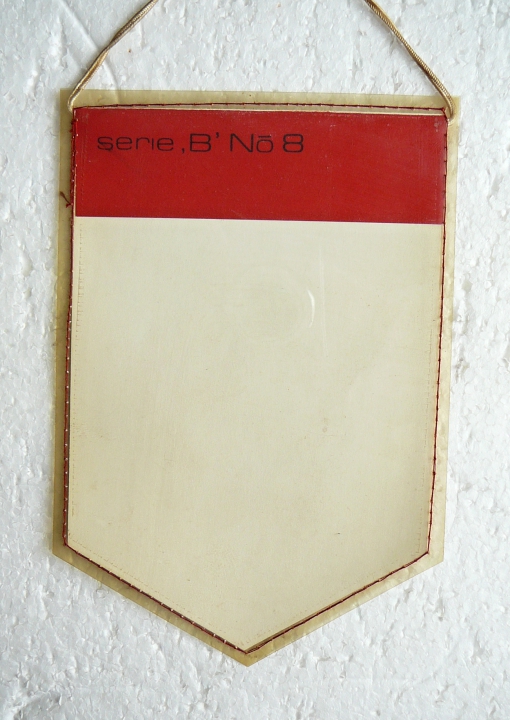 serie ‚B’ Nō 8